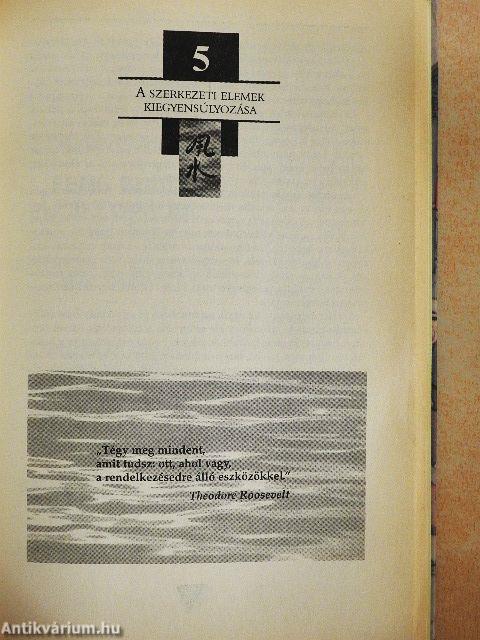 5
A SZERKEZETI ELEMEK
KIEGYENSÚLYOZÁSA
風
水
„Tégy meg mindent,
amit tudsz: ott, ahol vagy,
a rendelkezésedre álló eszközökkel."
Theodore Roosevelt
Antikvárium.hu